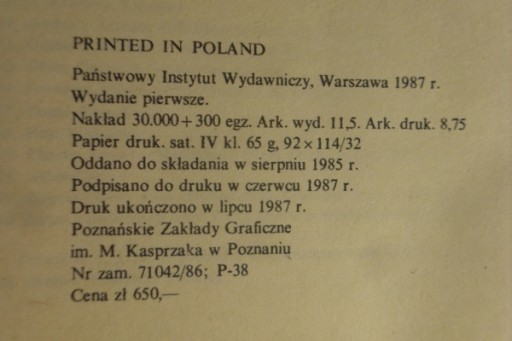 PRINTED IN POLAND
Państwowy Instytut Wydawniczy, Warszawa 1987 r.
Wydanie pierwsze.
Nakład 30.000+300 egz. Ark. wyd. 11,5. Ark. druk. 8,75
Papier druk. sat. IV kl. 65 g, 92×114/32
Oddano do składania w sierpniu 1985 r.
Podpisano do druku w czerwcu 1987 r.
Druk ukończono w lipcu 1987 r.
Poznańskie Zakłady Graficzne
im. M. Kasprzaka w Poznaniu
Nr zam. 71042/86; P-38
Cena zł 650,—